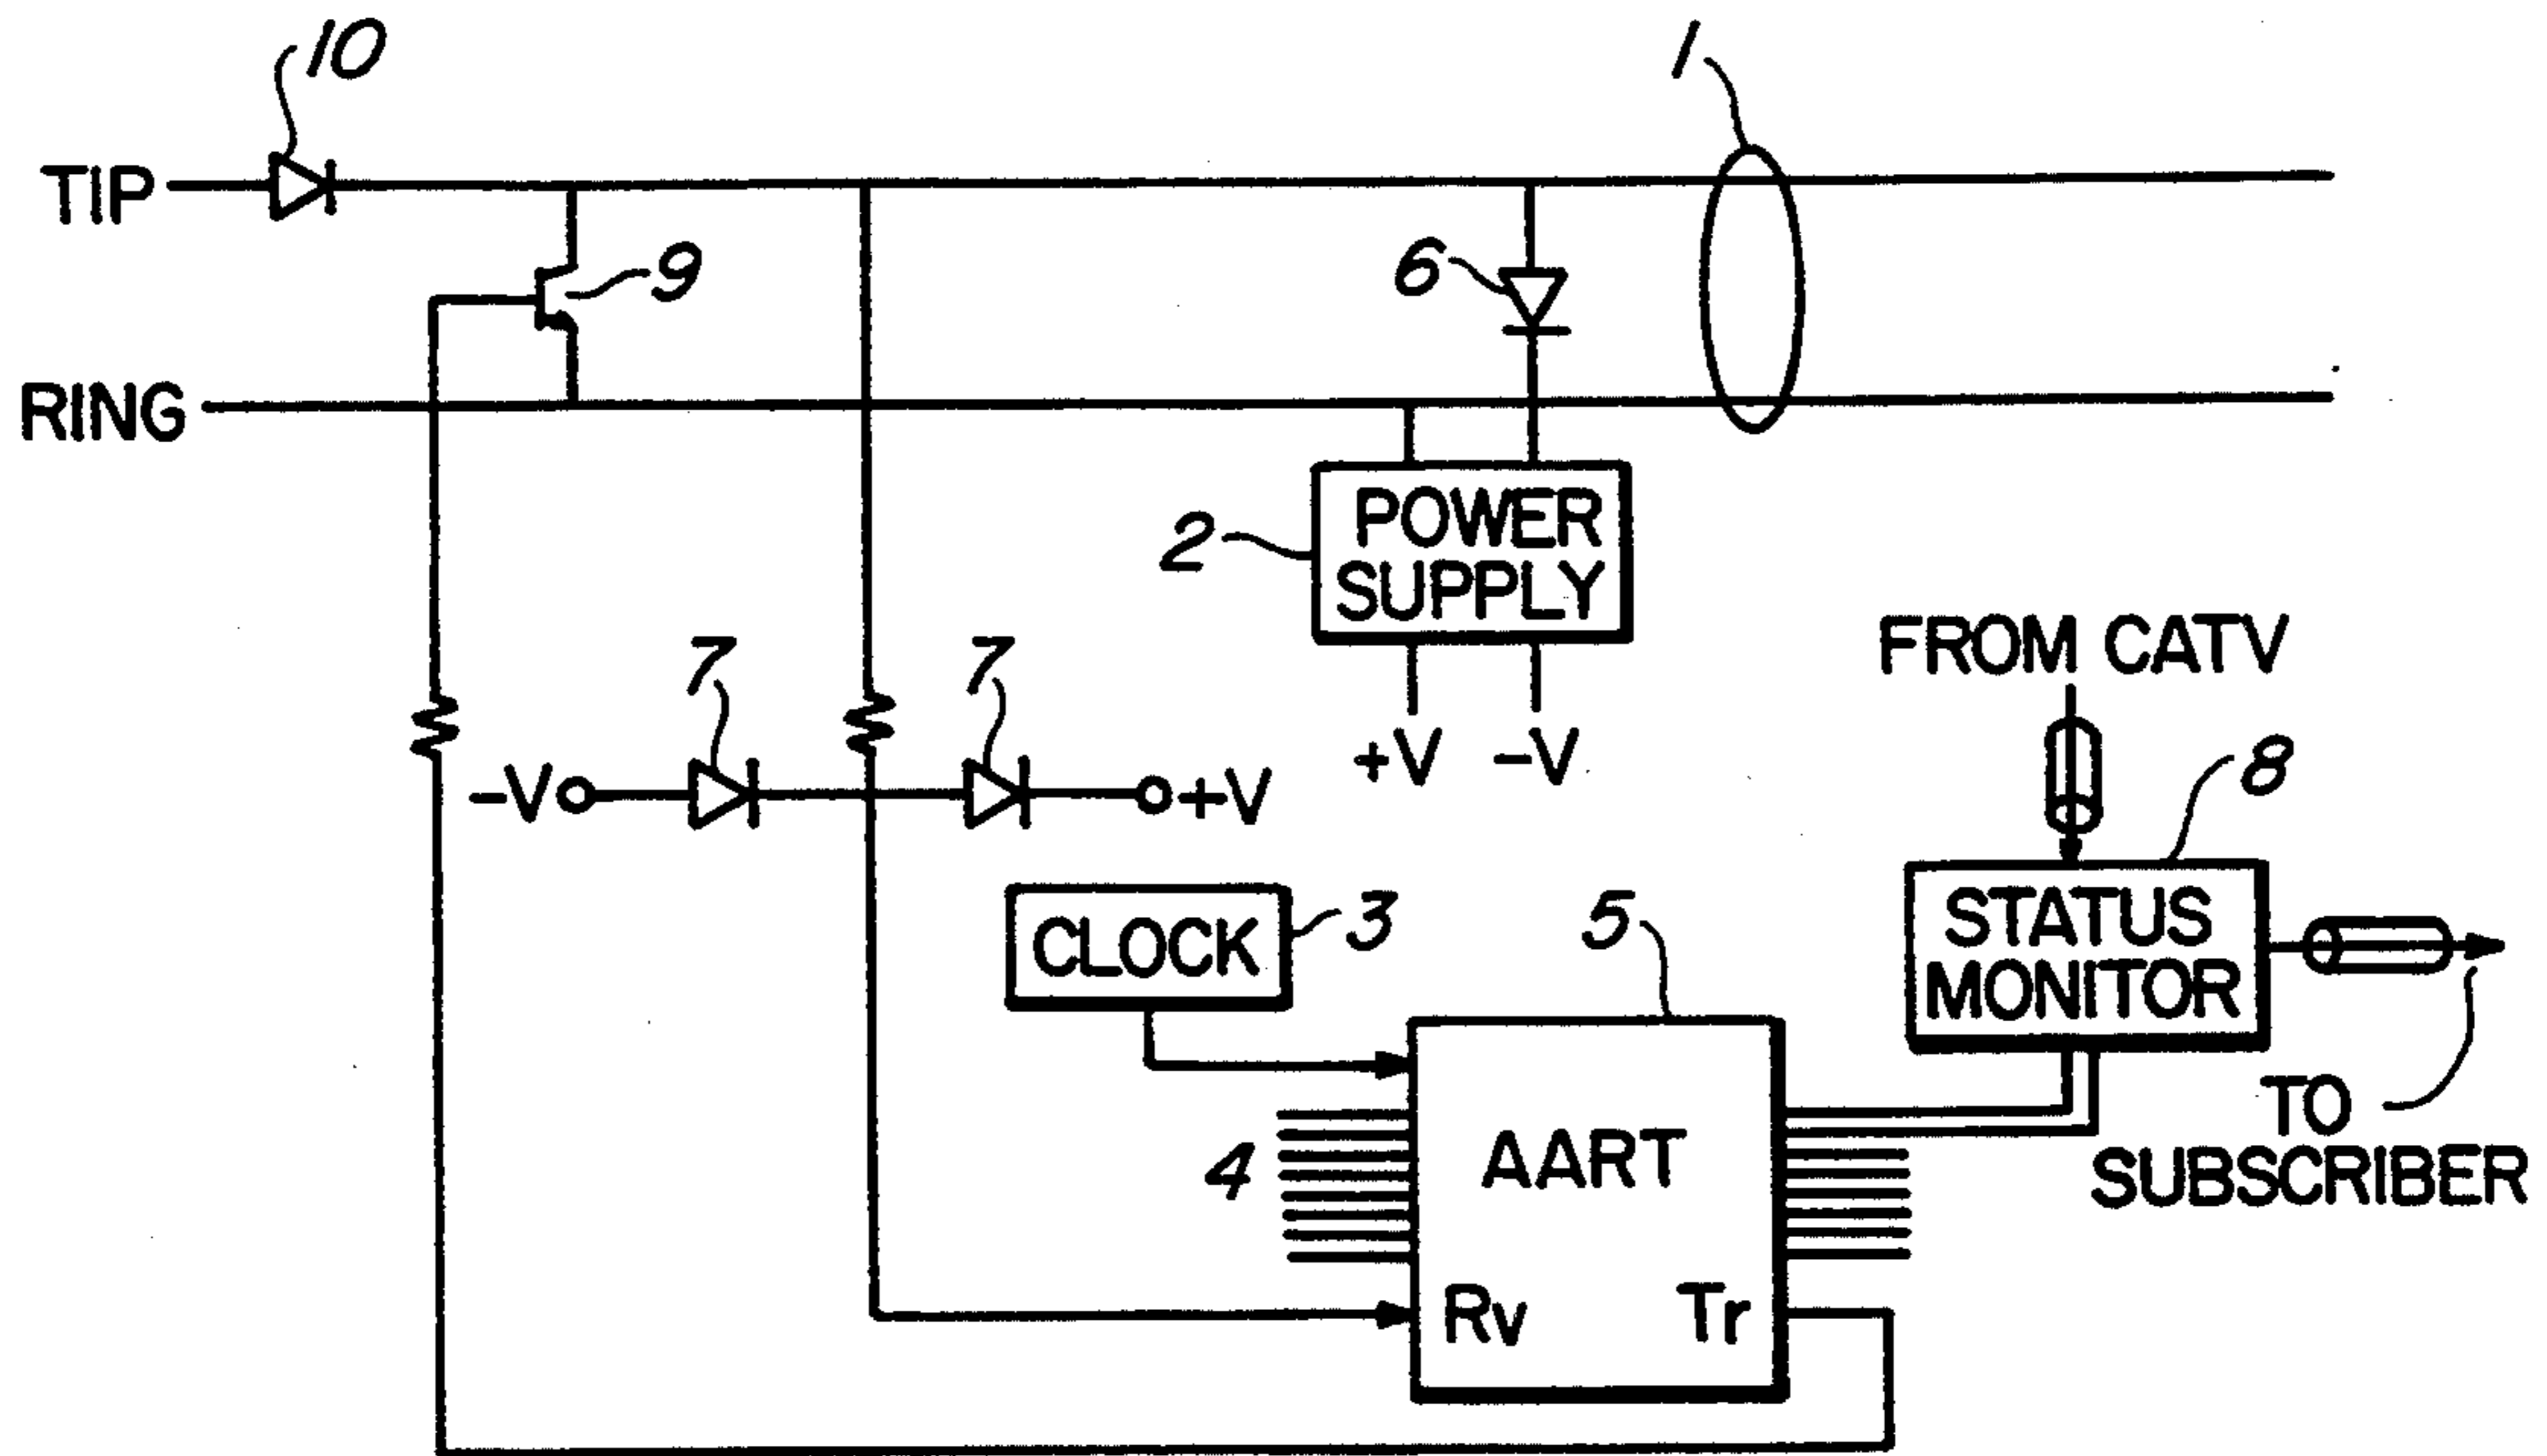 10
1
TIP
9
6
RING
2
POWER
SUPPLY
FROM CATV
7
7
+V
-V
-V
+V
8
CLOCK
3
5
STATUS
MONITOR
4
AART
TO
SUBSCRIBER
Rv
Tr